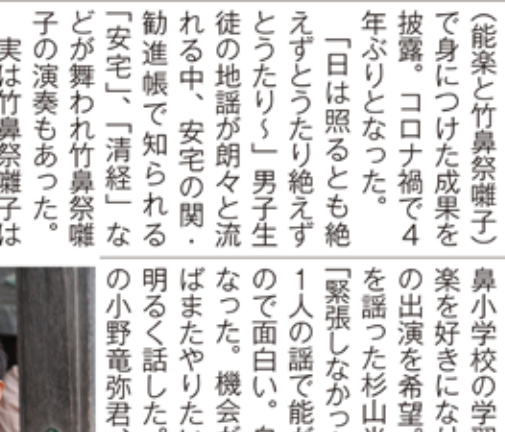 （能楽と竹鼻祭囃子）
で身につけた成果を
披露。コロナ禍で４
年ぶりとなった。
「日は照るとも絶
えずとうたり絶えず
とうたり～」男子生
徒の地謡が朗々と流
れる中、安宅の関・
勧進帳で知られる
「安宅」、「清経」な
どが舞われ竹鼻祭囃
子の演奏もあった。
実は竹鼻祭囃子は
鼻小学校の学習
楽を好きになけ
の出演を希望。
を謡った杉山
「緊張しなかっ
１人の謡で能が
ので面白い。
なった。機会が
ばまたやりたい
明るく話した。
の小野竜弥君、